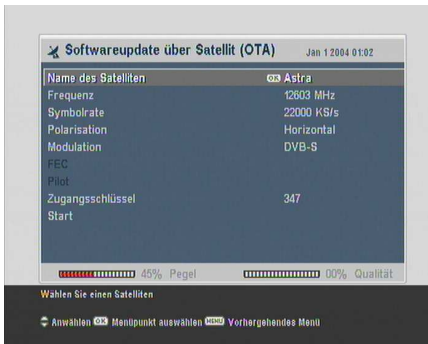 Softwareupdate über Satellit (OTA) Jan 1 2004 01:02
Name des Satelliten OK Astra
Frequenz 12603 MHz
Symbolrate 22000 KS/s
Polarisation Horizontal
Modulation DVB-S
FEC
Pilot
Zugangsschlüssel 347
Start
45% Pegel 00% Qualität
Wählen Sie einen Satelliten
Anwählen OK Menüpunkt auswählen MENU Vorhergehendes Menü